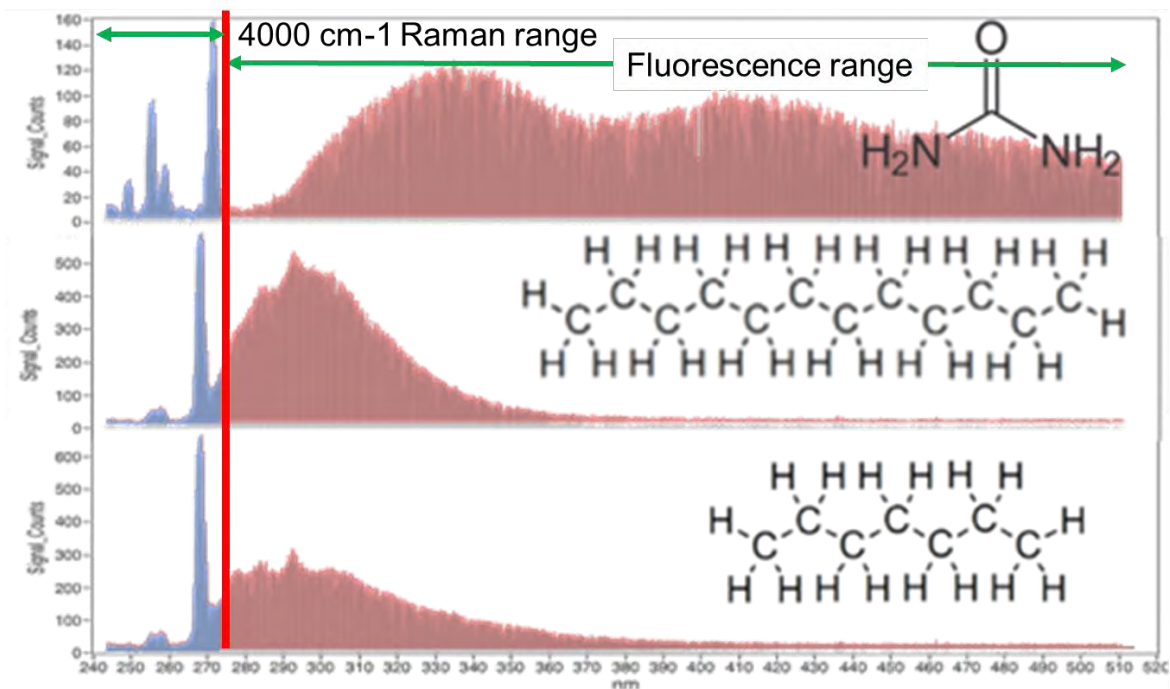 4000 cm-1 Raman range
Fluorescence range
Signal_Counts
160
140
120
100
80
60
40
20
0
O
H₂N NH₂
Signal_Counts
500
400
300
200
100
0
H H H H H H H H H H H H
H C C C C C C
C C C C C C H
H H H H H H H H H H H H
Signal_Counts
600
500
400
300
200
100
0
H H H H H H
H C C C H
C C C C
H H H H H H H H
240 250 260 270 280 290 300 310 320 330 340 350 360 370 380 390 400 410 420 430 440 450 460 470 480 490 500 510 520
nm